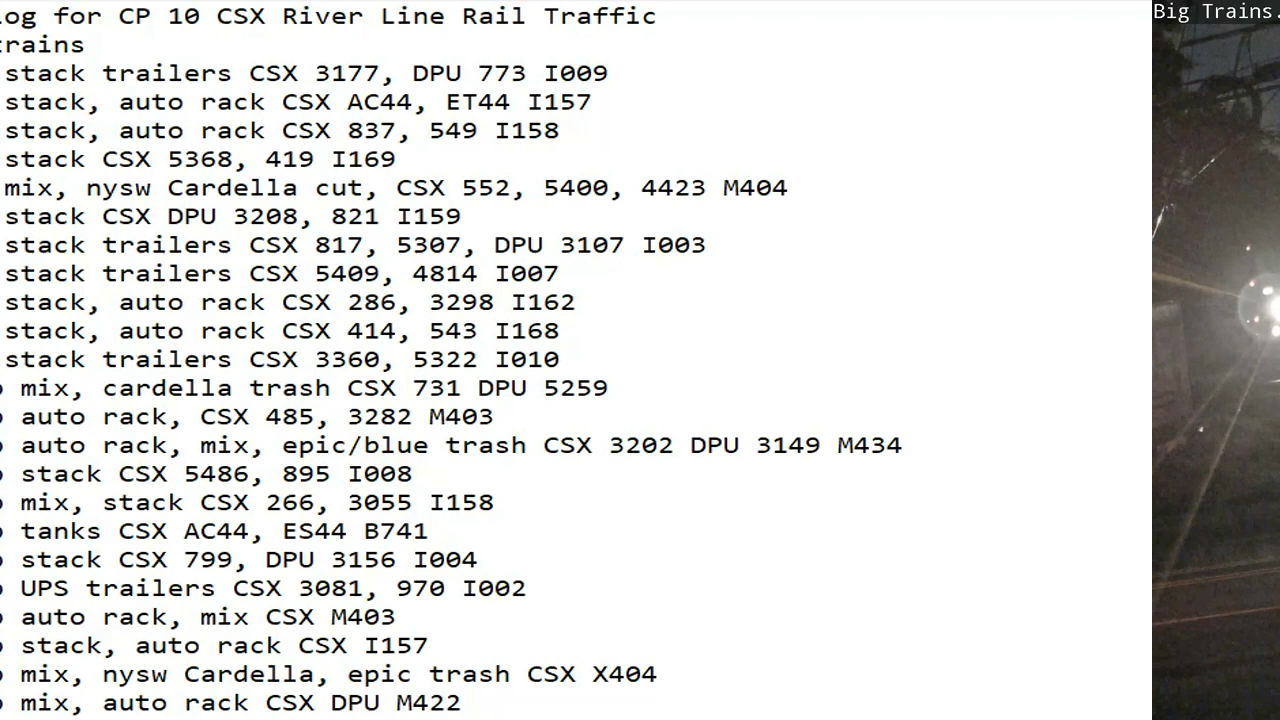 og for CP 10 CSX River Line Rail Traffic
trains
stack trailers CSX 3177, DPU 773 I009
stack, auto rack CSX AC44, ET44 I157
stack, auto rack CSX 837, 549 I158
stack CSX 5368, 419 I169
mix, nysw Cardella cut, CSX 552, 5400, 4423 M404
stack CSX DPU 3208, 821 I159
stack trailers CSX 817, 5307, DPU 3107 I003
stack trailers CSX 5409, 4814 I007
stack, auto rack CSX 286, 3298 I162
stack, auto rack CSX 414, 543 I168
stack trailers CSX 3360, 5322 I010
mix, cardella trash CSX 731 DPU 5259
auto rack, CSX 485, 3282 M403
auto rack, mix, epic/blue trash CSX 3202 DPU 3149 M434
stack CSX 5486, 895 I008
mix, stack CSX 266, 3055 I158
tanks CSX AC44, ES44 B741
stack CSX 799, DPU 3156 I004
UPS trailers CSX 3081, 970 I002
auto rack, mix CSX M403
stack, auto rack CSX I157
mix, nysw Cardella, epic trash CSX X404
mix, auto rack CSX DPU M422
Big Trains.